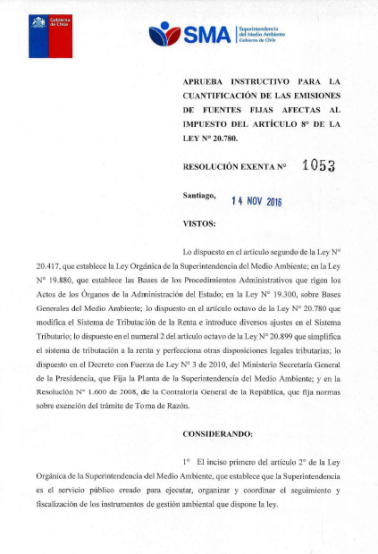 Gobierno
de Chile
SMA
Superintendencia
del Medio Ambiente
Gobierno de Chile
APRUEBA INSTRUCTIVO PARA LA
CUANTIFICACIÓN DE LAS EMISIONES
DE FUENTES FIJAS AFECTAS AL
IMPUESTO DEL ARTÍCULO 8° DE LA
LEY N° 20.780.
RESOLUCIÓN EXENTA N° 1053
Santiago, 14 NOV 2016
VISTOS:
Lo dispuesto en el artículo segundo de la Ley N°
20.417, que establece la Ley Orgánica de la Superintendencia del Medio Ambiente; en la Ley
N° 19.880, que establece las Bases de los Procedimientos Administrativos que rigen los
Actos de los Órganos de la Administración del Estado; en la Ley N° 19.300, sobre Bases
Generales del Medio Ambiente; lo dispuesto en el artículo octavo de la Ley N° 20.780 que
modifica el Sistema de Tributación de la Renta e introduce diversos ajustes en el Sistema
Tributario; lo dispuesto en el numeral 2 del artículo octavo de la Ley N° 20.899 que simplifica
el sistema de tributación a la renta y perfecciona otras disposiciones legales tributarias; lo
dispuesto en el Decreto con Fuerza de Ley N° 3 de 2010, del Ministerio Secretaría General
de la Presidencia, que Fija la Planta de la Superintendencia del Medio Ambiente; y en la
Resolución N° 1.600 de 2008, de la Contraloría General de la República, que fija normas
sobre exención del trámite de Toma de Razón.
CONSIDERANDO:
1° El inciso primero del artículo 2° de la Ley
Orgánica de la Superintendencia del Medio Ambiente, que establece que la Superintendencia
es el servicio público creado para ejecutar, organizar y coordinar el seguimiento y
fiscalización de los instrumentos de gestión ambiental que dispone la ley.